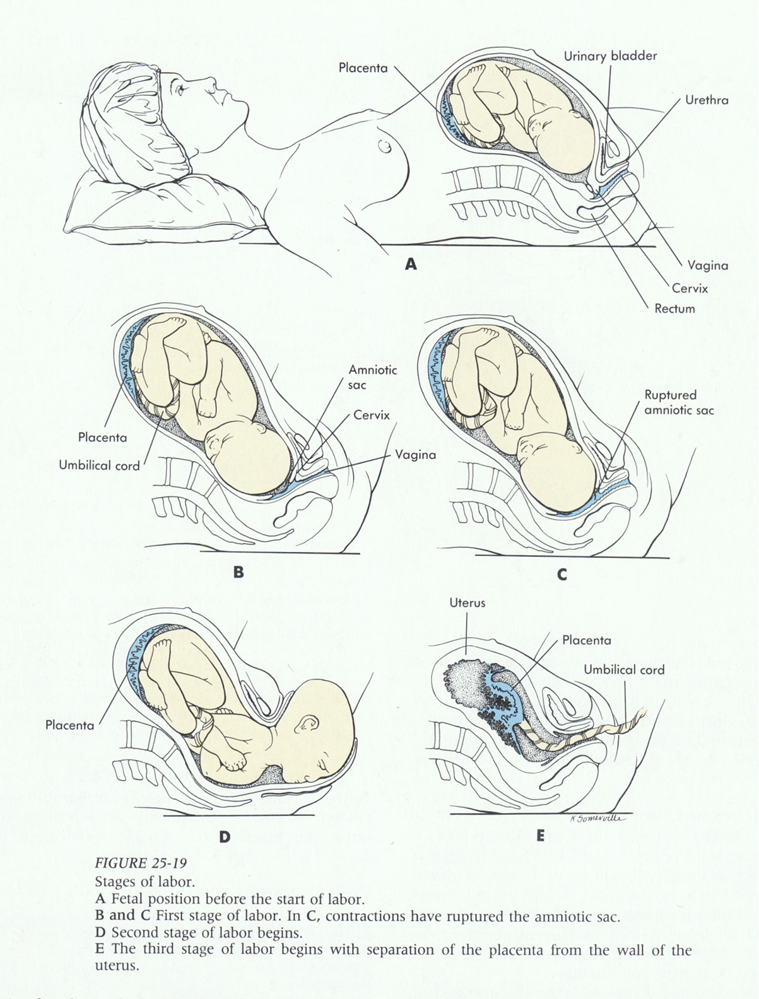 Placenta
Urinary bladder
Urethra
Vagina
Cervix
Rectum
A
Amniotic
sac
Cervix
Vagina
Placenta
Umbilical cord
B
Ruptured
amniotic sac
C
Placenta
D
Uterus
Placenta
Umbilical cord
K Somerville
E
FIGURE 25-19
Stages of labor.
A Fetal position before the start of labor.
B and C First stage of labor. In C, contractions have ruptured the amniotic sac.
D Second stage of labor begins.
E The third stage of labor begins with separation of the placenta from the wall of the
uterus.